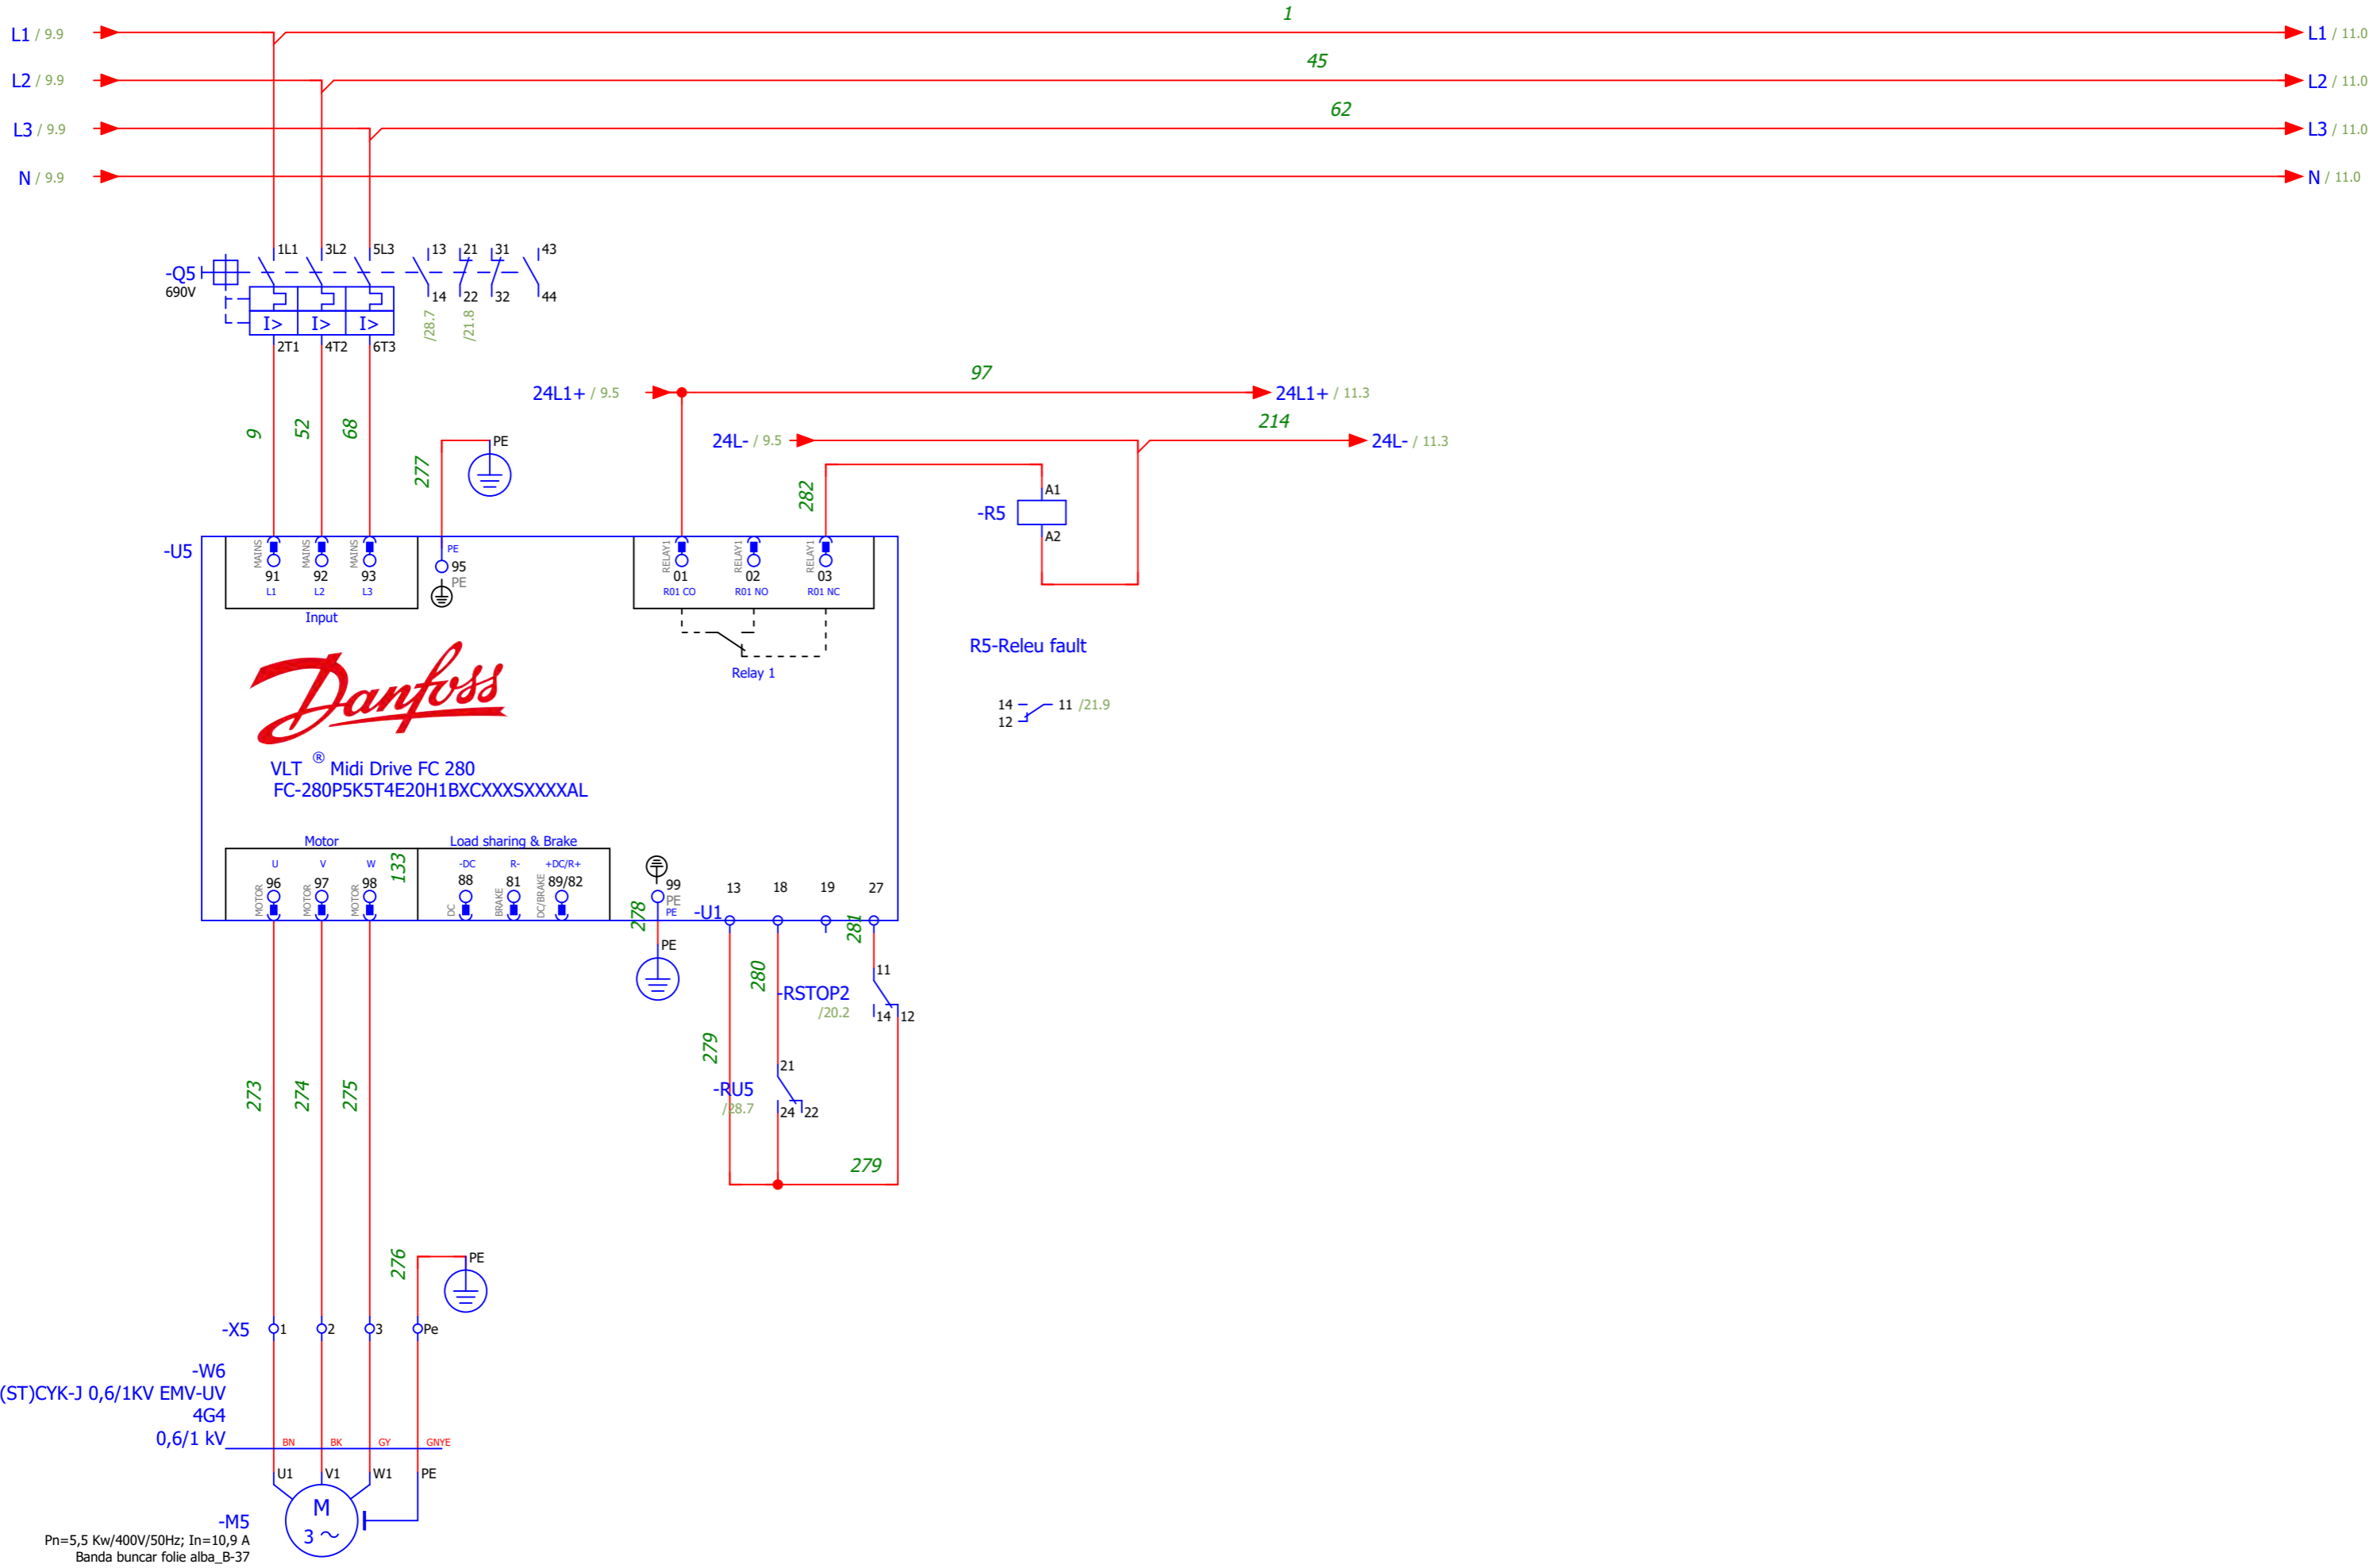 1
L1 / 9.9
L1 / 11.0
45
L2 / 9.9
L2 / 11.0
62
L3 / 9.9
L3 / 11.0
N / 9.9
N / 11.0
1L1 3L2 5L3 13 21 31 43
-Q5
690V
14 22 32 44
I> I> I>
/28.7 /21.8
2T1 4T2 6T3
97
24L1+ / 9.5
24L1+ / 11.3
214
24L- / 9.5
24L- / 11.3
9 52 68
277
PE
282
A1
-R5
A2
-U5
MAINS MAINS MAINS
PE
RELAY1 RELAY1 RELAY1
91 92 93
95
PE
01 02 03
L1 L2 L3
R01 CO R01 NO R01 NC
Input
Relay 1
R5-Releu fault
14 11 /21.9
12
Danfoss
VLT ® Midi Drive FC 280
FC-280P5K5T4E20H1BXCXXXSXXXXAL
Motor
Load sharing & Brake
U V W
133
-DC R- +DC/R+
96 97 98
88 81 89/82
MOTOR MOTOR MOTOR
DC BRAKE DC/BRAKE
99
PE
PE
13 18 19 27
-U1
278
281
PE
280
11
-RSTOP2
/20.2
14 12
279
21
-RU5
/28.7
24 22
273 274 275
279
276
PE
-X5
1 2 3 Pe
-W6
(ST)CYK-J 0,6/1KV EMV-UV
4G4
0,6/1 kV
BN BK GY GNYE
U1 V1 W1 PE
M
3 ~
-M5
Pn=5,5 Kw/400V/50Hz; In=10,9 A
Banda buncar folie alba_B-37